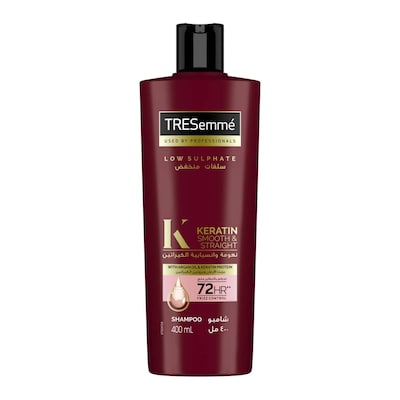 TRESemmé
USED BY PROFESSIONALS
LOW SULPHATE
سلفات منخفض
K
KERATIN
SMOOTH &
STRAIGHT
نعومة وانسيابية الكيراتين
WITH ARGAN OIL & KERATIN PROTEIN
72HR**
FRIZZ CONTROL
SHAMPOO شامبو
400 mL ٤٠٠ مل